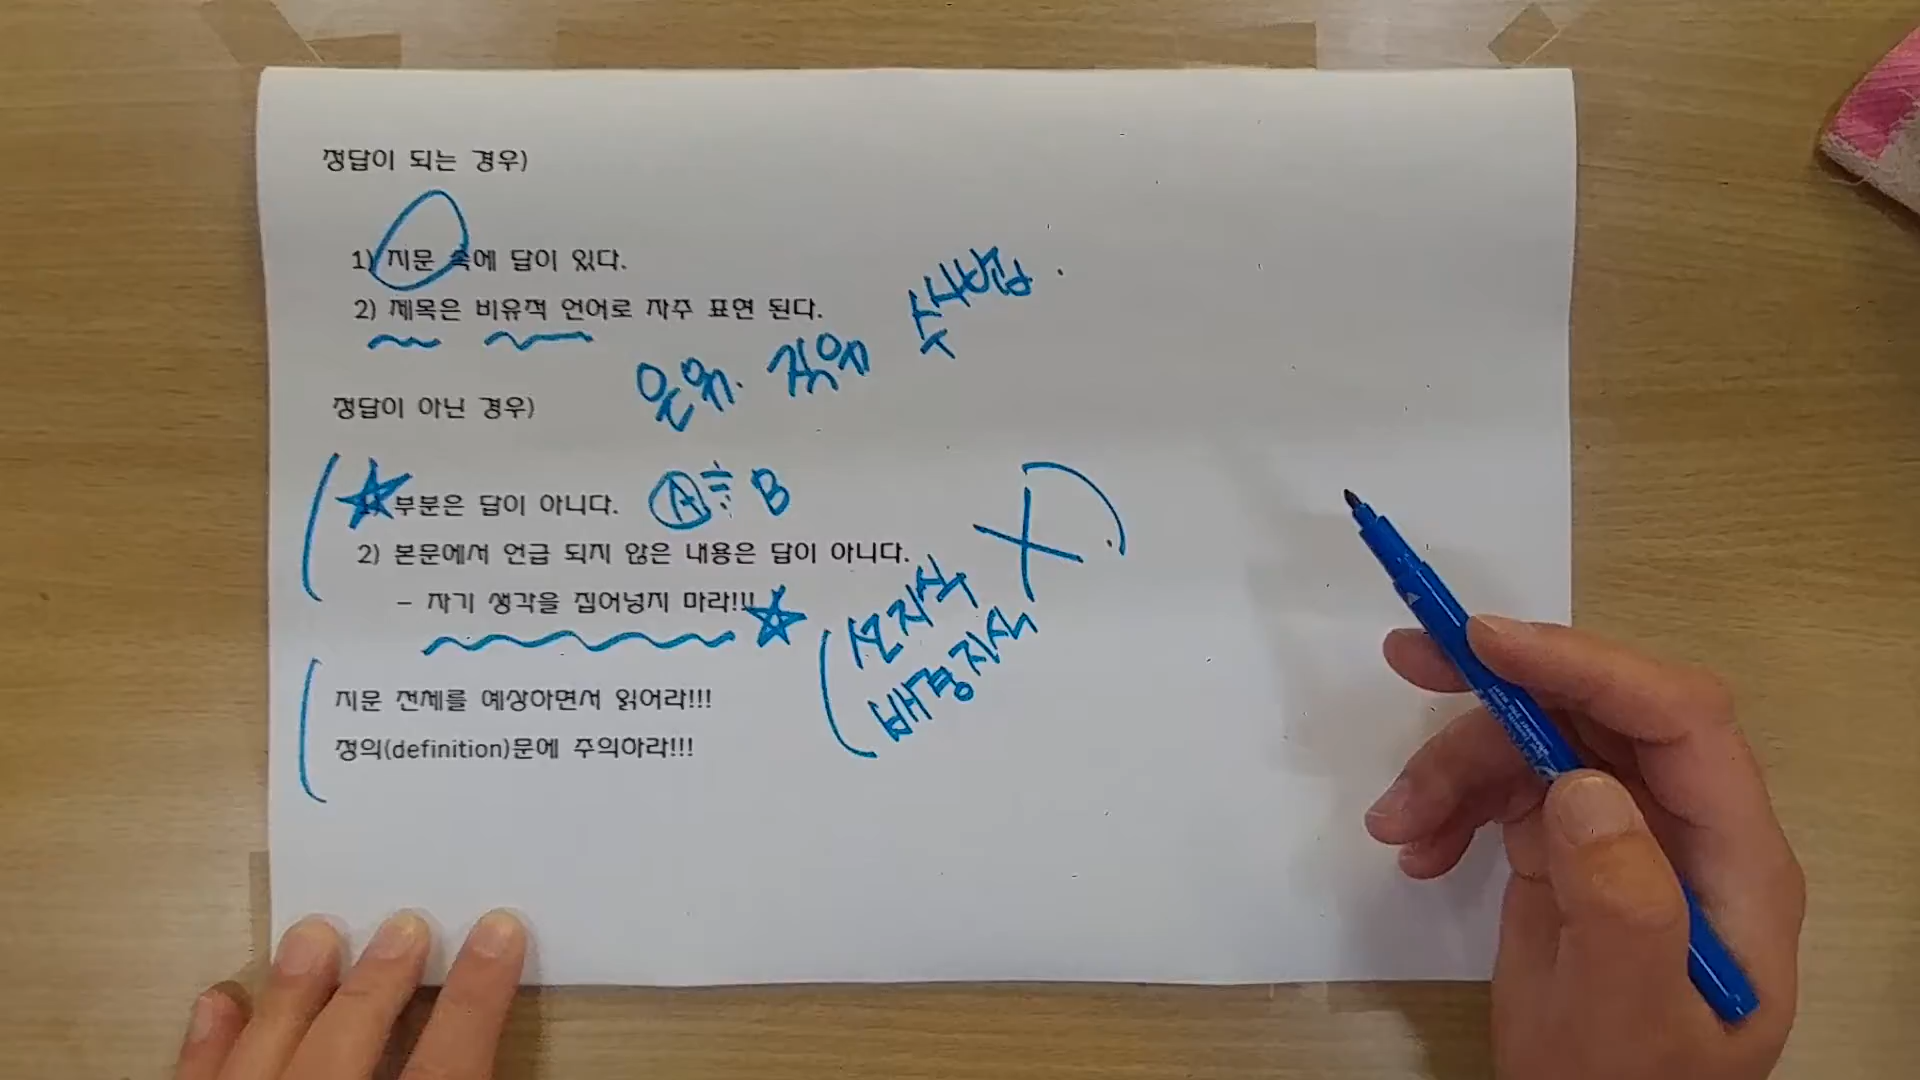 정답이 되는 경우)
1) 지문 속에 답이 있다.
2) 제목은 비유적 언어로 자주 표현 된다.
은유. 직유
정답이 아닌 경우)
1) 부분은 답이 아니다. A B
2) 본문에서 언급 되지 않은 내용은 답이 아니다.
- 자기 생각을 집어넣지 마라!!!
선지식
배경지식
지문 전체를 예상하면서 읽어라!!!
정의(definition)문에 주의하라!!!